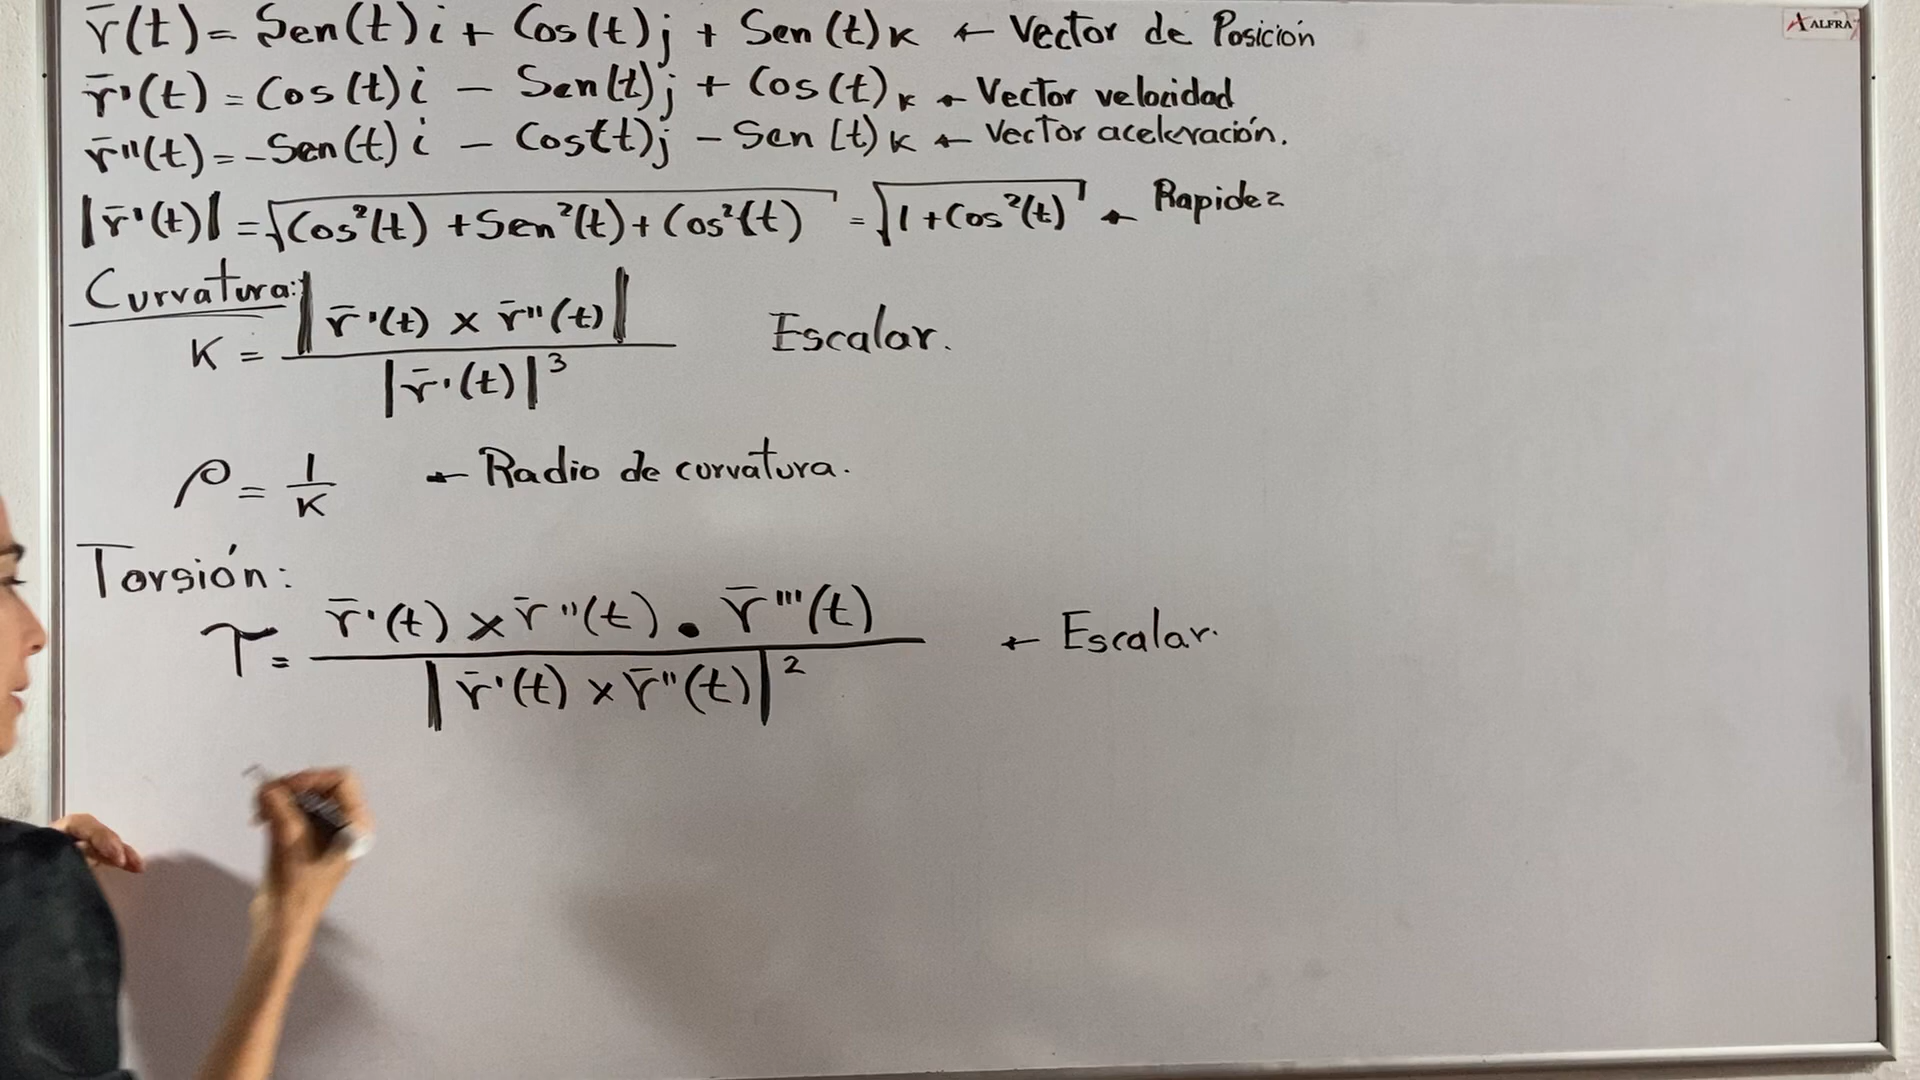 r̄(t) = Sen(t)i + Cos(t)j + Sen(t)k ← Vector de Posición
ALFRA
r̄'(t) = Cos(t)i - Sen(t)j + Cos(t)k ← Vector velocidad
r̄''(t) = -Sen(t)i - Cos(t)j - Sen(t)k ← Vector aceleración.
|r̄'(t)| = √(Cos²(t) + Sen²(t) + Cos²(t)) = √(1 + Cos²(t)) ← Rapidez
Curvatura:
K = |r̄'(t) × r̄''(t)| / |r̄'(t)|³ Escalar.
ρ = 1/K ← Radio de curvatura.
Torsión:
τ = r̄'(t) × r̄''(t) • r̄'''(t) / |r̄'(t) × r̄''(t)|² ← Escalar.